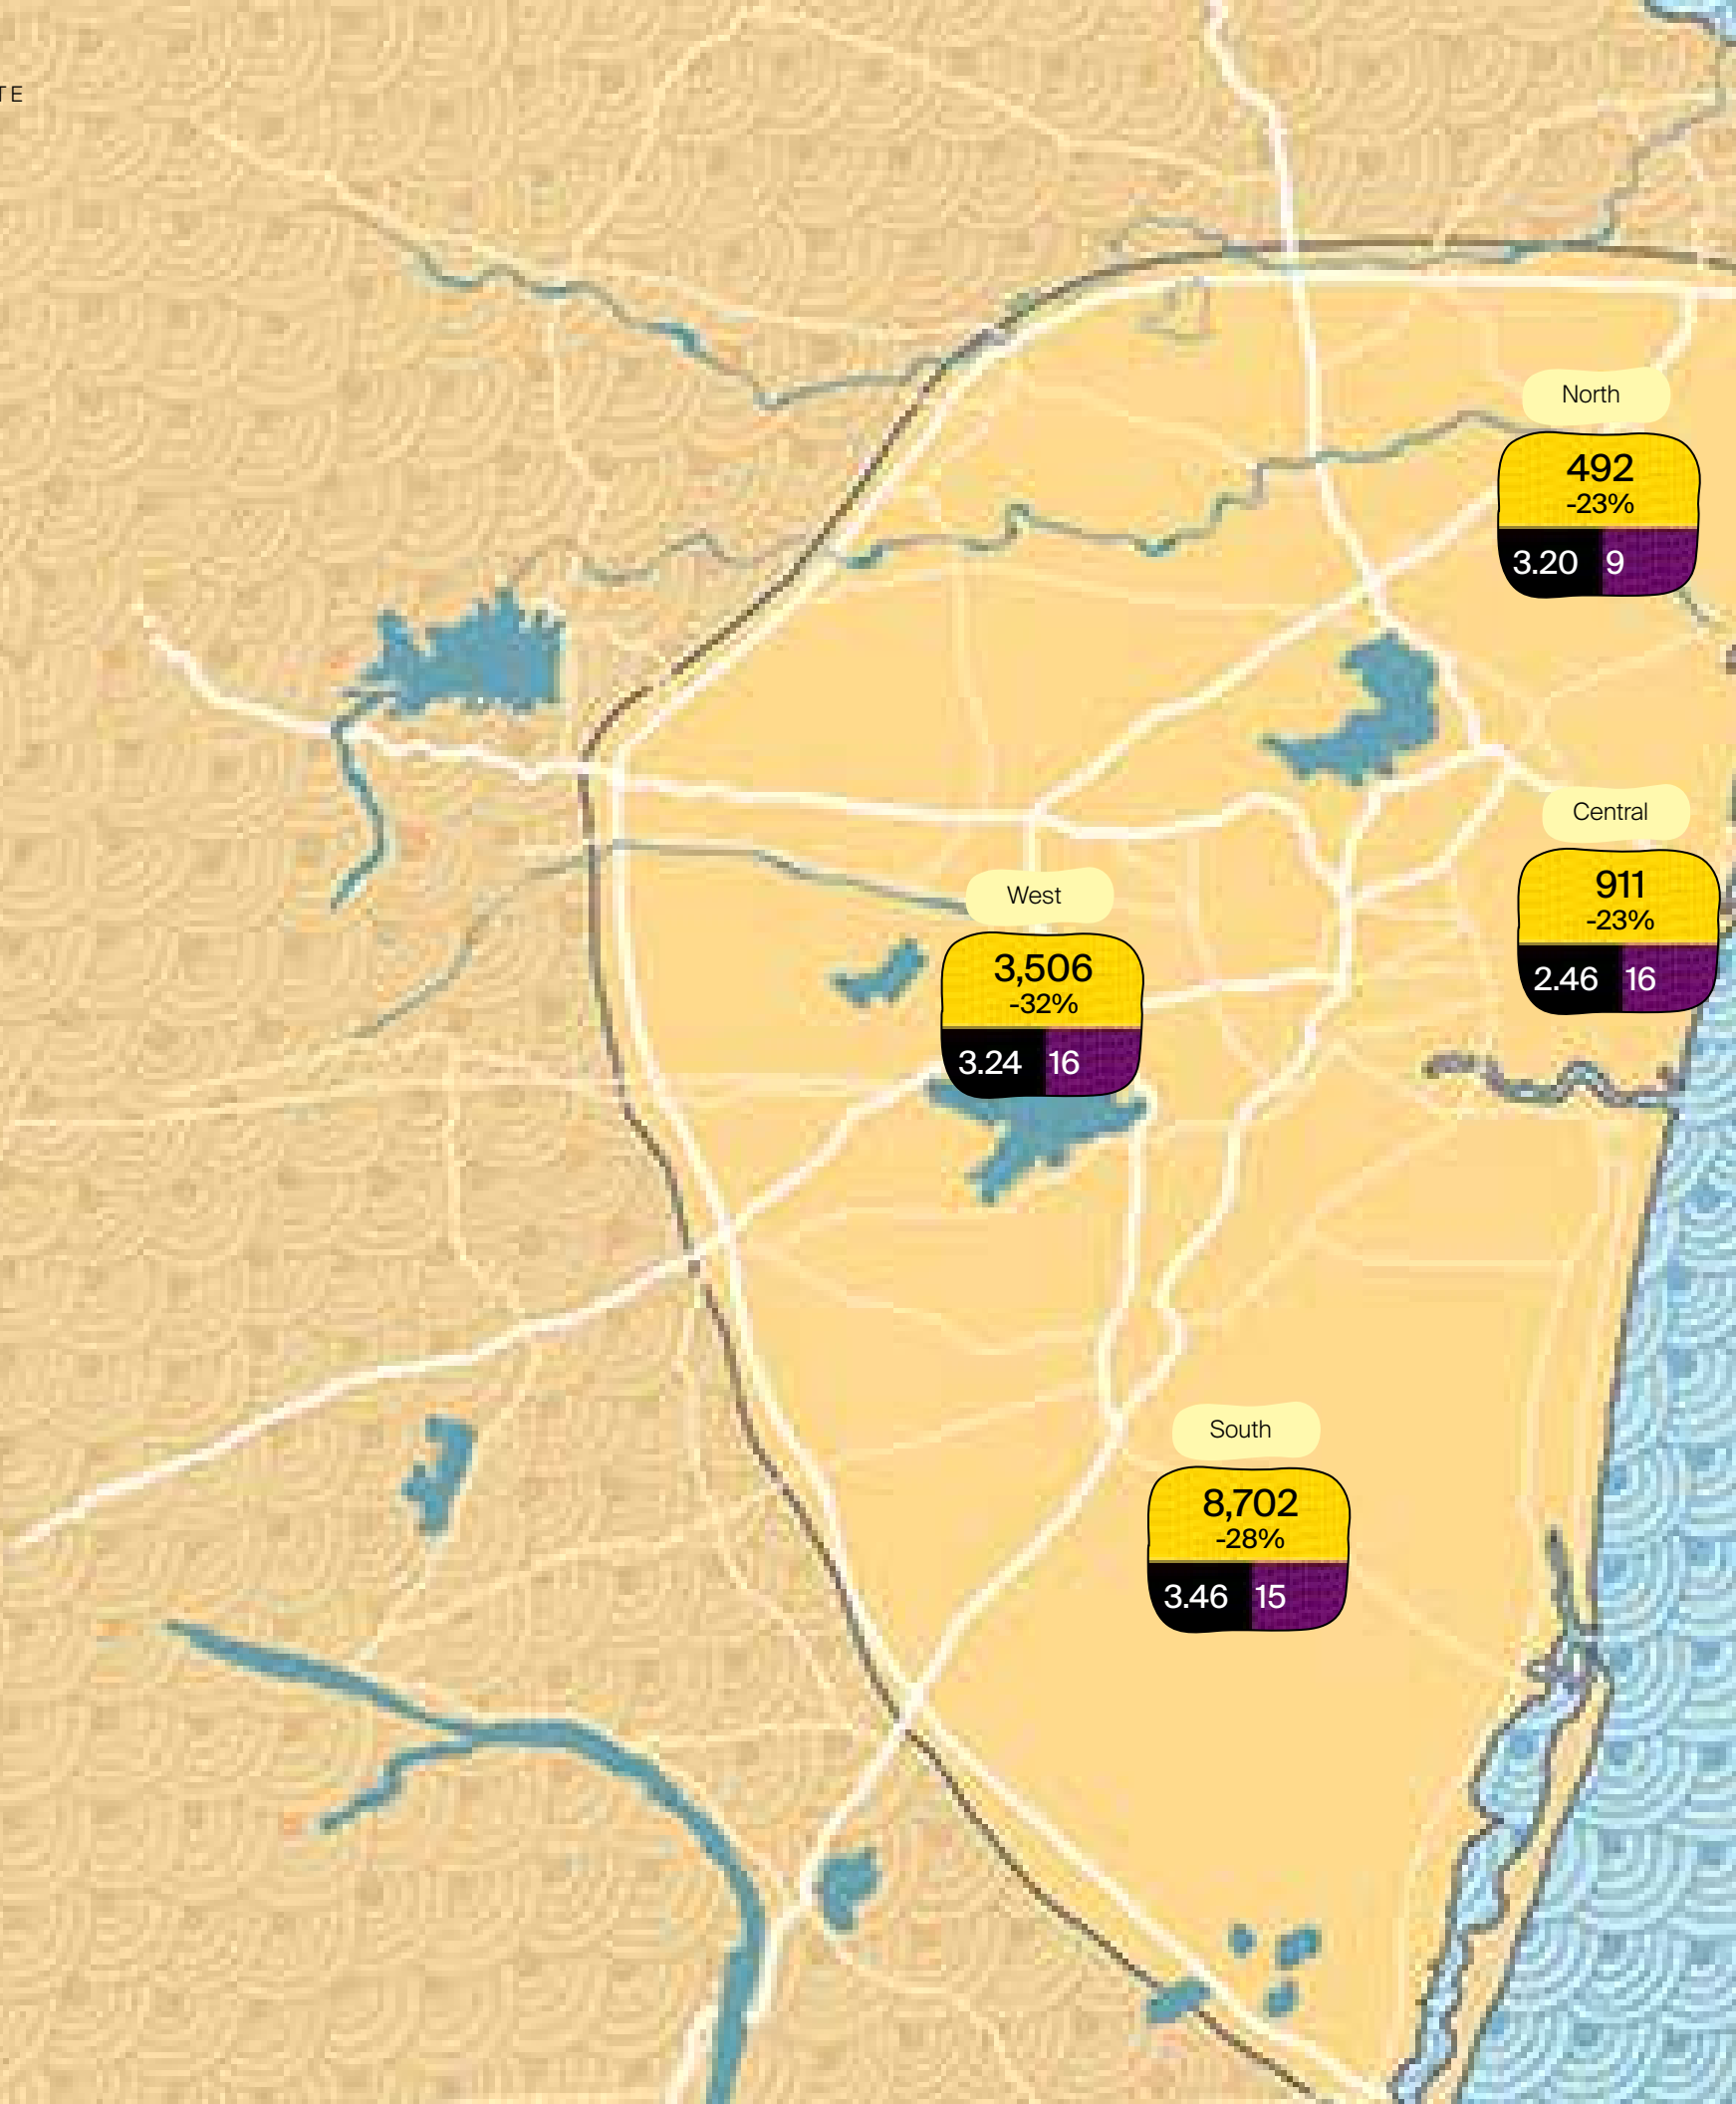 TE
North
492
-23%
3.20 9
Central
911
-23%
2.46 16
West
3,506
-32%
3.24 16
South
8,702
-28%
3.46 15